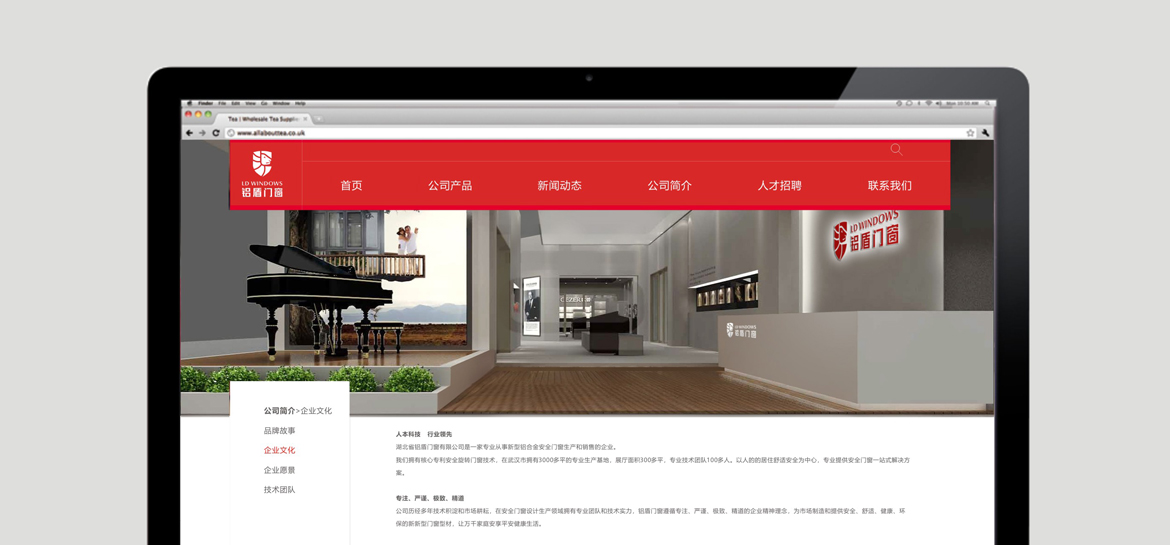 Finder File Edit View Go Window Help
Mon 10:50 AM
Tea | Wholesale Tea Supplier
www.allabouttea.co.uk
LD WINDOWS
铝盾门窗
首页
公司产品
新闻动态
公司简介
人才招聘
联系我们
LD WINDOWS
铝盾门窗
LD WINDOWS
铝盾门窗
公司简介>企业文化
品牌故事
企业文化
企业愿景
技术团队
人本科技 行业领先
湖北省铝盾门窗有限公司是一家专业从事新型铝合金安全门窗生产和销售的企业。
我们拥有核心专利安全旋转门窗技术，在武汉市拥有3000多平的专业生产基地，展厅面积300多平，专业技术团队100多人。以人的的居住舒适安全为中心，专业提供安全门窗一站式解决方
案。
专注、严谨、极致、精道
公司历经多年技术积淀和市场耕耘，在安全门窗设计生产领域拥有专业团队和技术实力，铝盾门窗遵循专注、严谨、极致、精道的企业精神理念，为市场制造和提供安全、舒适、健康、环
保的新新型门窗型材，让万千家庭安享平安健康生活。